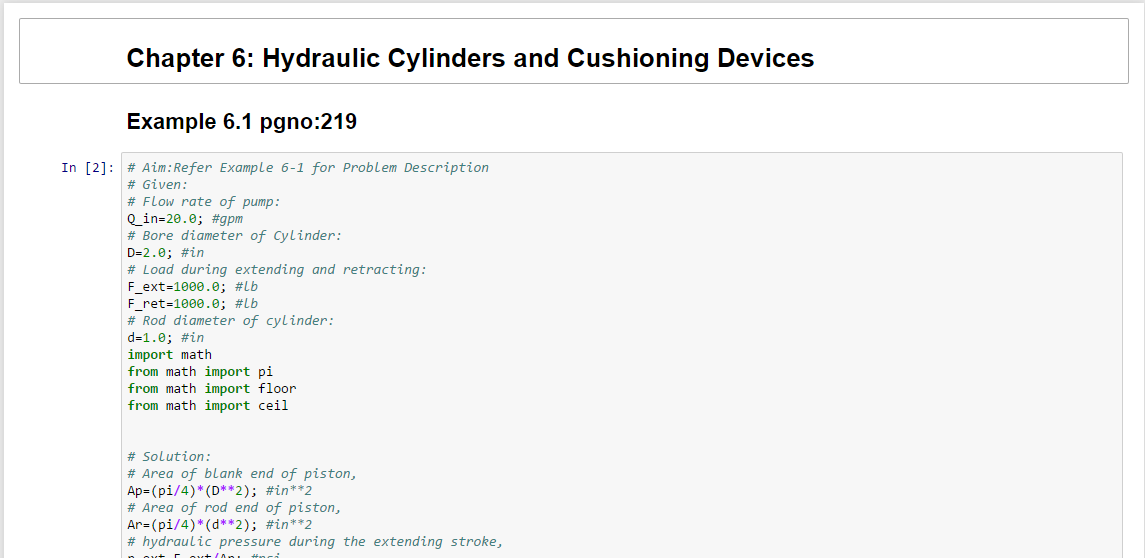 Chapter 6: Hydraulic Cylinders and Cushioning Devices
Example 6.1 pgno:219
In [2]: # Aim:Refer Example 6-1 for Problem Description
# Given:
# Flow rate of pump:
Q_in=20.0; #gpm
# Bore diameter of Cylinder:
D=2.0; #in
# Load during extending and retracting:
F_ext=1000.0; #lb
F_ret=1000.0; #lb
# Rod diameter of cylinder:
d=1.0; #in
import math
from math import pi
from math import floor
from math import ceil
# Solution:
# Area of blank end of piston,
Ap=(pi/4)*(D**2); #in**2
# Area of rod end of piston,
Ar=(pi/4)*(d**2); #in**2
# hydraulic pressure during the extending stroke,